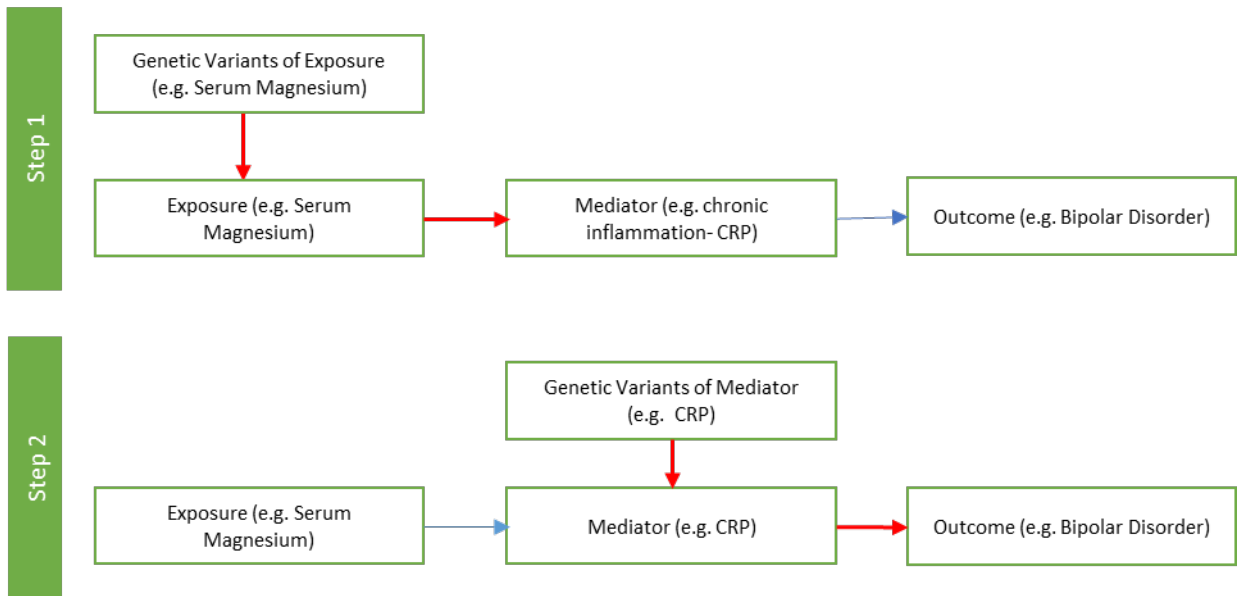 Step 1
Genetic Variants of Exposure
(e.g. Serum Magnesium)
Exposure (e.g. Serum
Magnesium)
Mediator (e.g. chronic
inflammation- CRP)
Outcome (e.g. Bipolar Disorder)
Step 2
Genetic Variants of Mediator
(e.g. CRP)
Exposure (e.g. Serum
Magnesium)
Mediator (e.g. CRP)
Outcome (e.g. Bipolar Disorder)